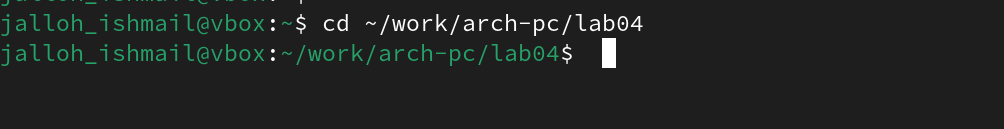 jalloh_ishmail@vbox:~$ cd ~/work/arch-pc/lab04
jalloh_ishmail@vbox:~/work/arch-pc/lab04$